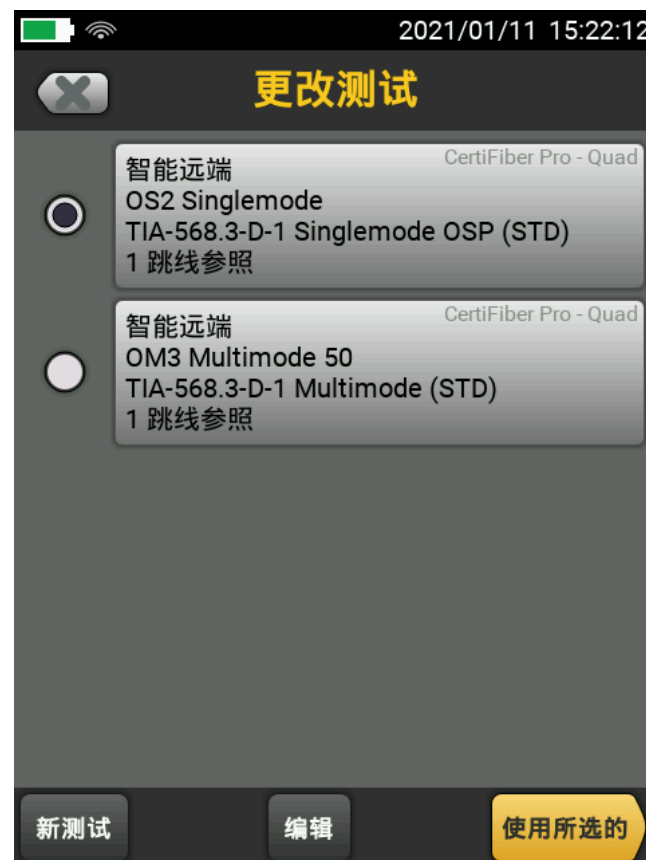 2021/01/11 15:22:12
更改测试
智能远端
CertiFiber Pro - Quad
OS2 Singlemode
TIA-568.3-D-1 Singlemode OSP (STD)
1 跳线参照
智能远端
CertiFiber Pro - Quad
OM3 Multimode 50
TIA-568.3-D-1 Multimode (STD)
1 跳线参照
新测试
编辑
使用所选的